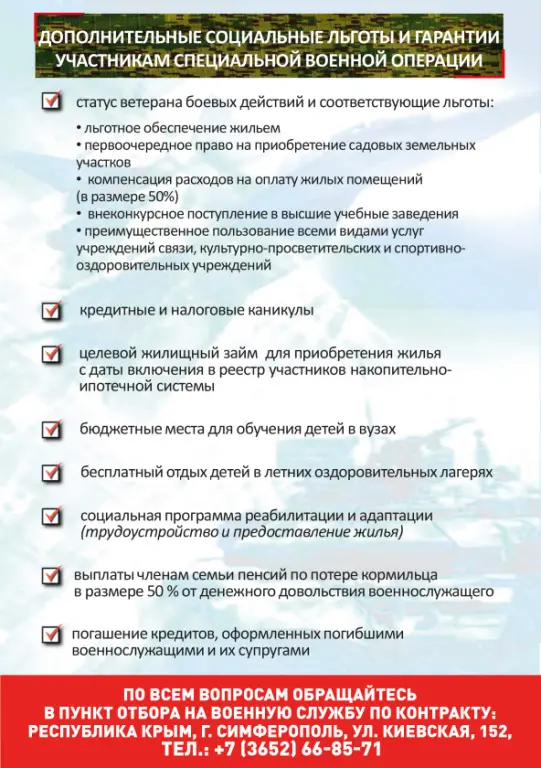 ДОПОЛНИТЕЛЬНЫЕ СОЦИАЛЬНЫЕ ЛЬГОТЫ И ГАРАНТИИ
УЧАСТНИКАМ СПЕЦИАЛЬНОЙ ВОЕННОЙ ОПЕРАЦИИ
статус ветерана боевых действий и соответствующие льготы:
• льготное обеспечение жильем
• первоочередное право на приобретение садовых земельных
участков
• компенсация расходов на оплату жилых помещений
(в размере 50%)
• внеконкурсное поступление в высшие учебные заведения
• преимущественное пользование всеми видами услуг
учреждений связи, культурно-просветительских и спортивно-
оздоровительных учреждений
кредитные и налоговые каникулы
целевой жилищный займ для приобретения жилья
с даты включения в реестр участников накопительно-
ипотечной системы
бюджетные места для обучения детей в вузах
бесплатный отдых детей в летних оздоровительных лагерях
социальная программа реабилитации и адаптации
(трудоустройство и предоставление жилья)
выплаты членам семьи пенсий по потере кормильца
в размере 50 % от денежного довольствия военнослужащего
погашение кредитов, оформленных погибшими
военнослужащими и их супругами
ПО ВСЕМ ВОПРОСАМ ОБРАЩАЙТЕСЬ
В ПУНКТ ОТБОРА НА ВОЕННУЮ СЛУЖБУ ПО КОНТРАКТУ:
РЕСПУБЛИКА КРЫМ, Г. СИМФЕРОПОЛЬ, УЛ. КИЕВСКАЯ, 152,
ТЕЛ.: +7 (3652) 66-85-71